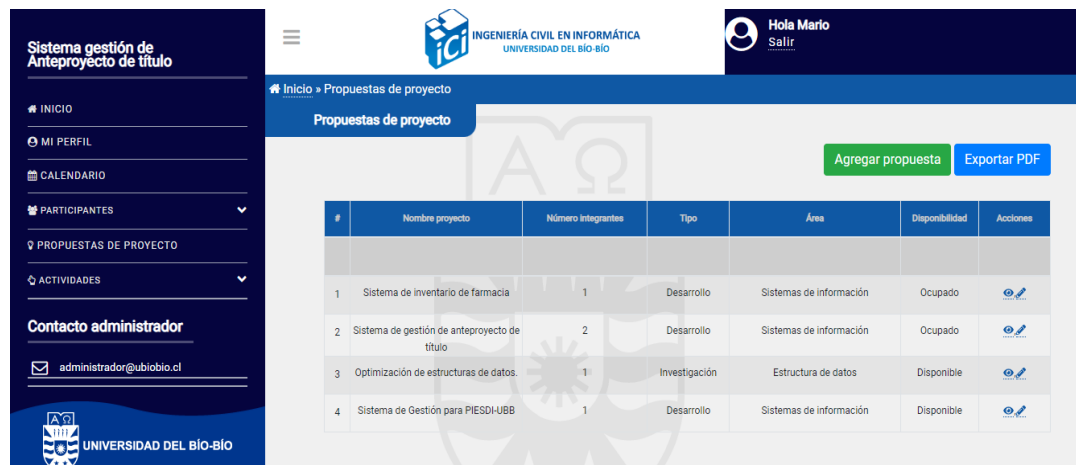 Sistema gestión de
Anteproyecto de título
INICIO
MI PERFIL
CALENDARIO
PARTICIPANTES
PROPUESTAS DE PROYECTO
ACTIVIDADES
Contacto administrador
administrador@ubiobio.cl
UNIVERSIDAD DEL BÍO-BÍO
ici INGENIERÍA CIVIL EN INFORMÁTICA
UNIVERSIDAD DEL BÍO-BÍO
Hola Mario
Salir
Inicio » Propuestas de proyecto
Propuestas de proyecto
Agregar propuesta Exportar PDF
# Nombre proyecto Número integrantes Tipo Área Disponibilidad Acciones
1 Sistema de inventario de farmacia 1 Desarrollo Sistemas de información Ocupado
2 Sistema de gestión de anteproyecto de título 2 Desarrollo Sistemas de información Ocupado
3 Optimización de estructuras de datos. 1 Investigación Estructura de datos Disponible
4 Sistema de Gestión para PIESDI-UBB 1 Desarrollo Sistemas de información Disponible